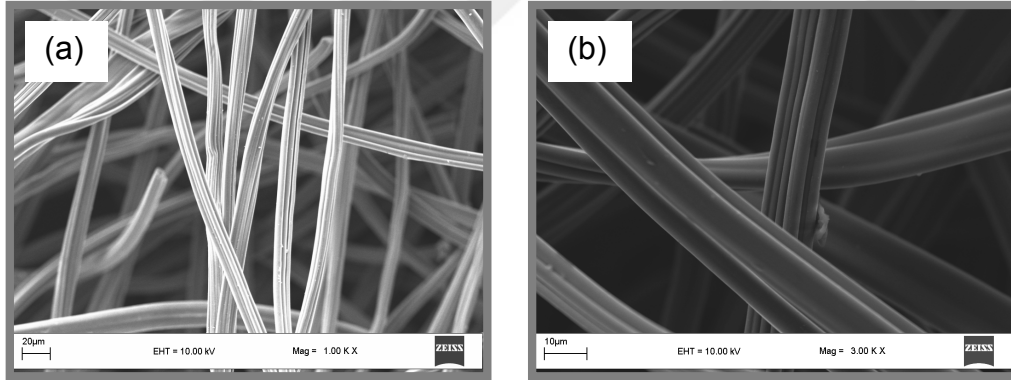 (a)
(b)
20µm
EHT = 10.00 kV
Mag = 1.00 K X
ZEISS
10µm
EHT = 10.00 kV
Mag = 3.00 K X
ZEISS